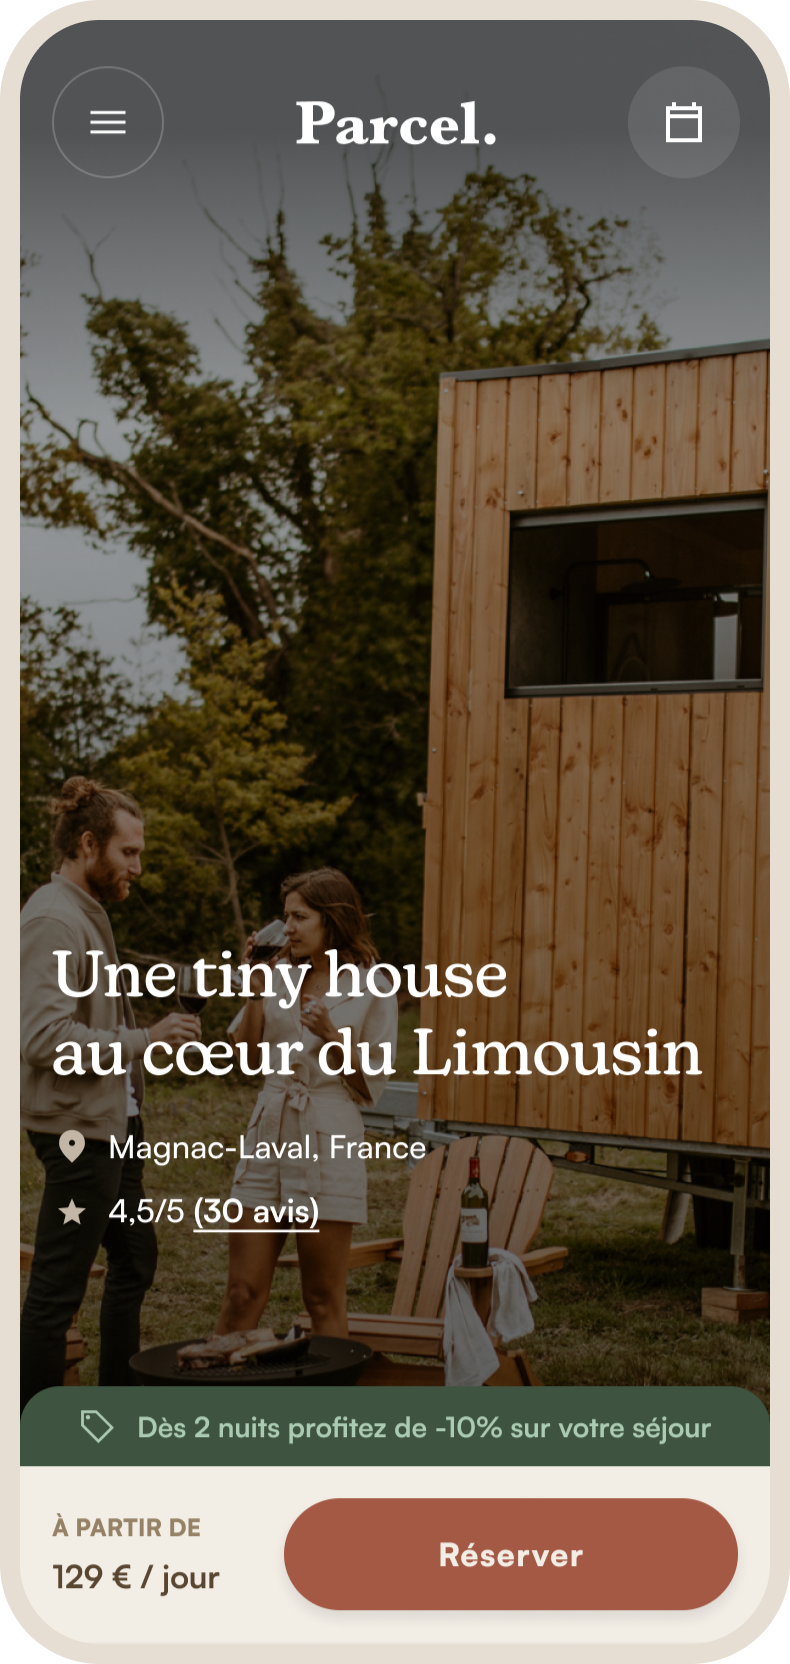 Parcel.
Une tiny house
au cœur du Limousin
Magnac-Laval, France
4,5/5 (30 avis)
Dès 2 nuits profitez de -10% sur votre séjour
À PARTIR DE
129 € / jour
Réserver